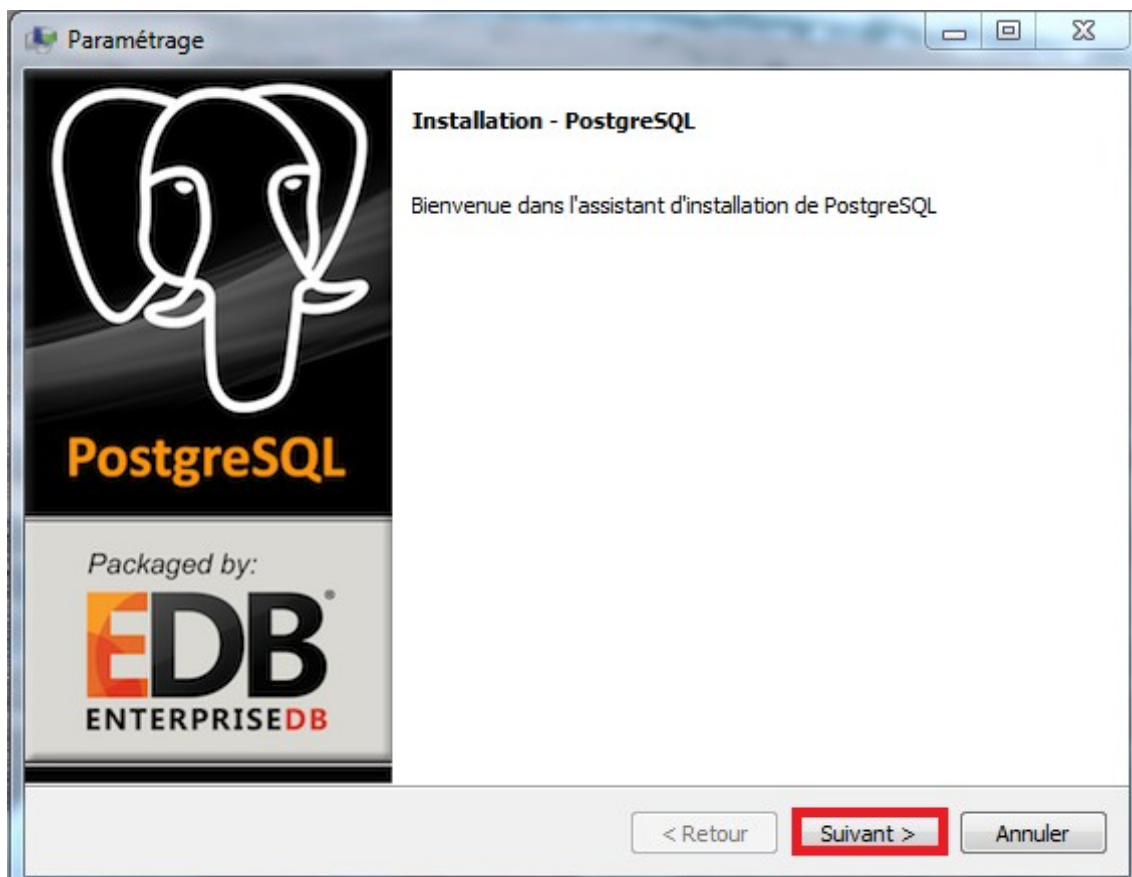 Paramétrage
Installation - PostgreSQL
Bienvenue dans l'assistant d'installation de PostgreSQL
PostgreSQL
Packaged by:
EDB®
ENTERPRISEDB
< Retour
Suivant >
Annuler